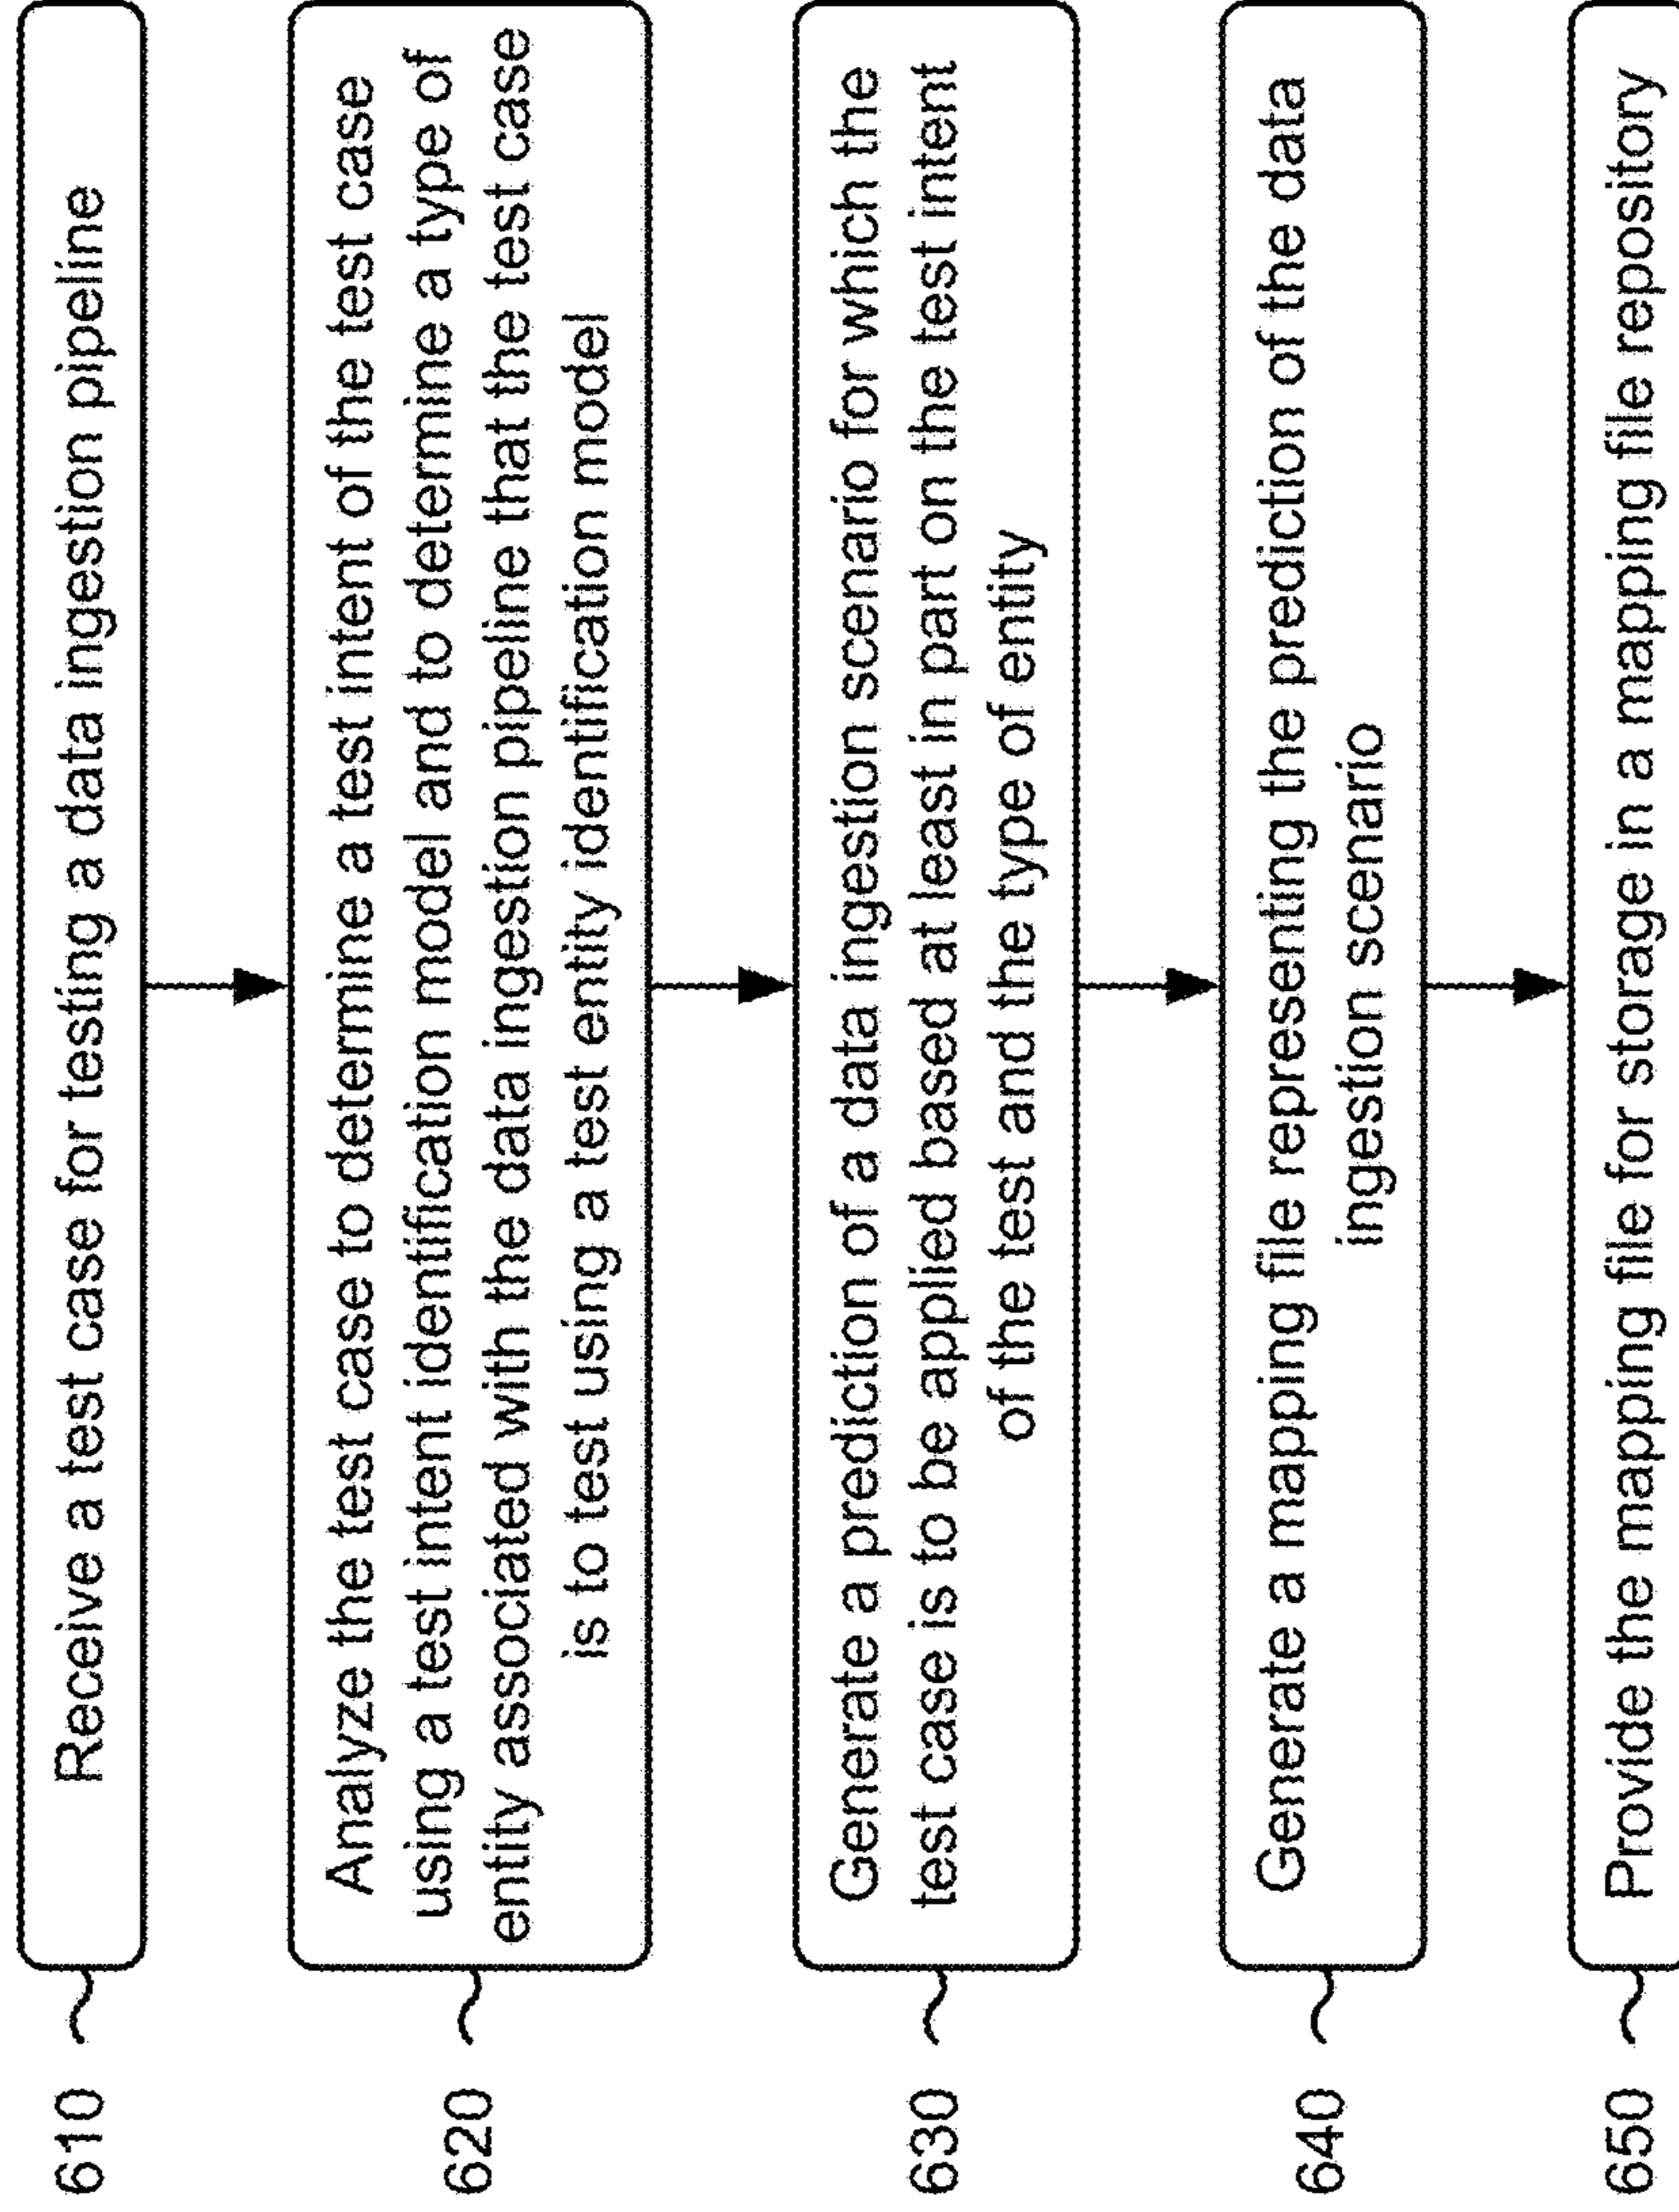 610
Receive a test case for testing a data ingestion pipeline
620
Analyze the test case to determine a test intent of the test case
using a test intent identification model and to determine a type of
entity associated with the data ingestion pipeline that the test case
is to test using a test entity identification model
630
Generate a prediction of a data ingestion scenario for which the
test case is to be applied based at least in part on the test intent
of the test and the type of entity
640
Generate a mapping file representing the prediction of the data
ingestion scenario
650
Provide the mapping file for storage in a mapping file repository